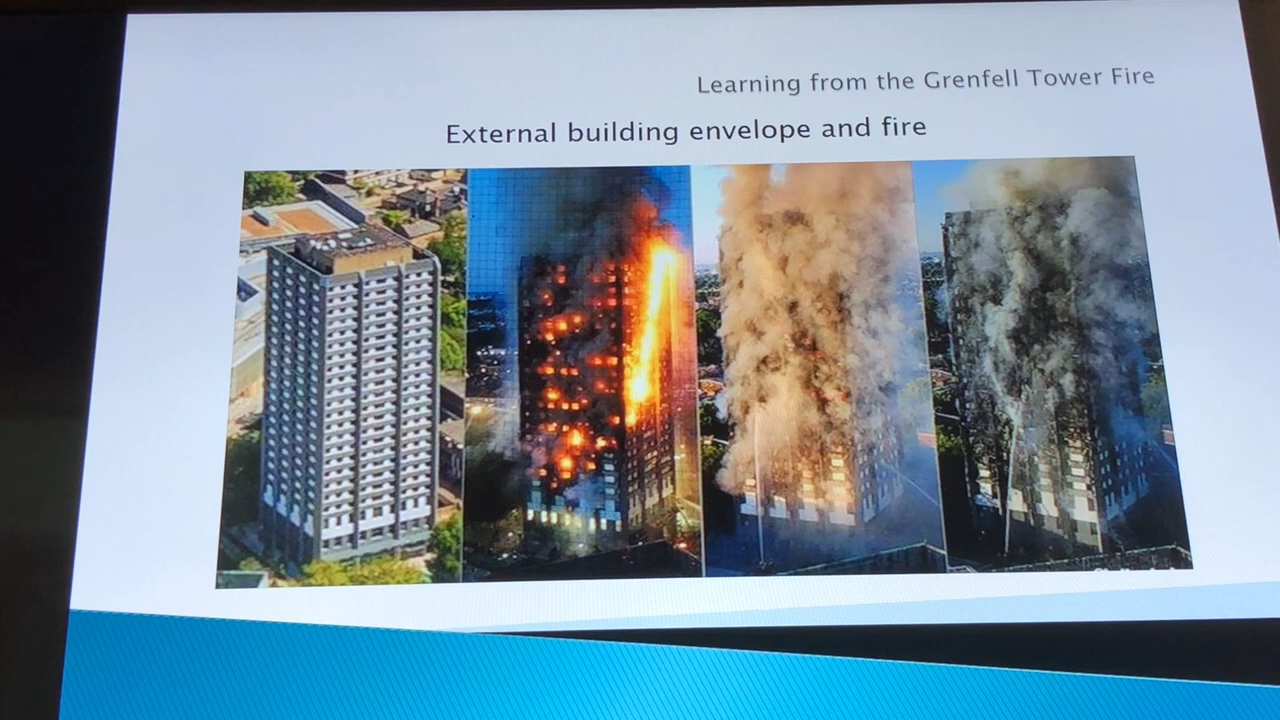 Learning from the Grenfell Tower Fire
External building envelope and fire